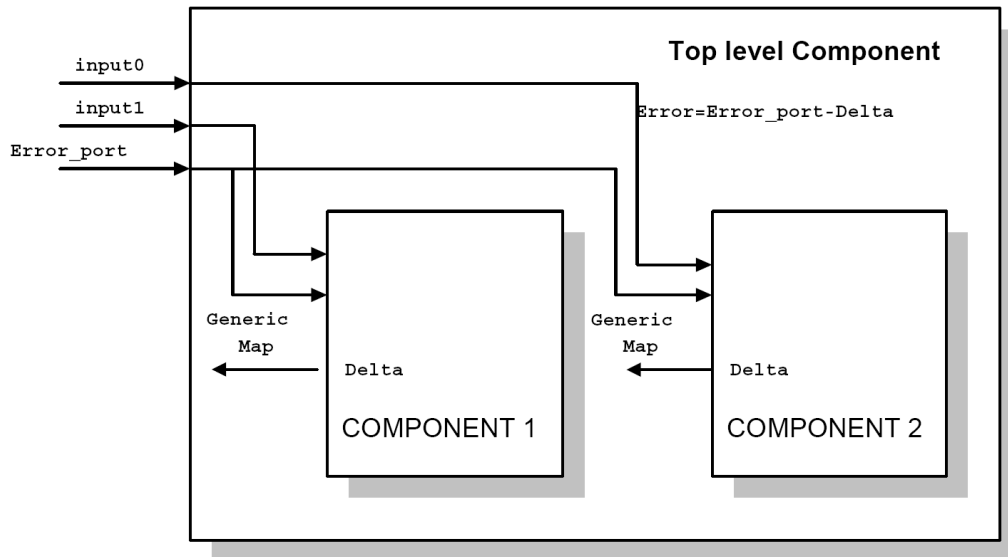 Top level Component
input0
input1
Error=Error_port-Delta
Error_port
Generic
Map
Delta
COMPONENT 1
Generic
Map
Delta
COMPONENT 2